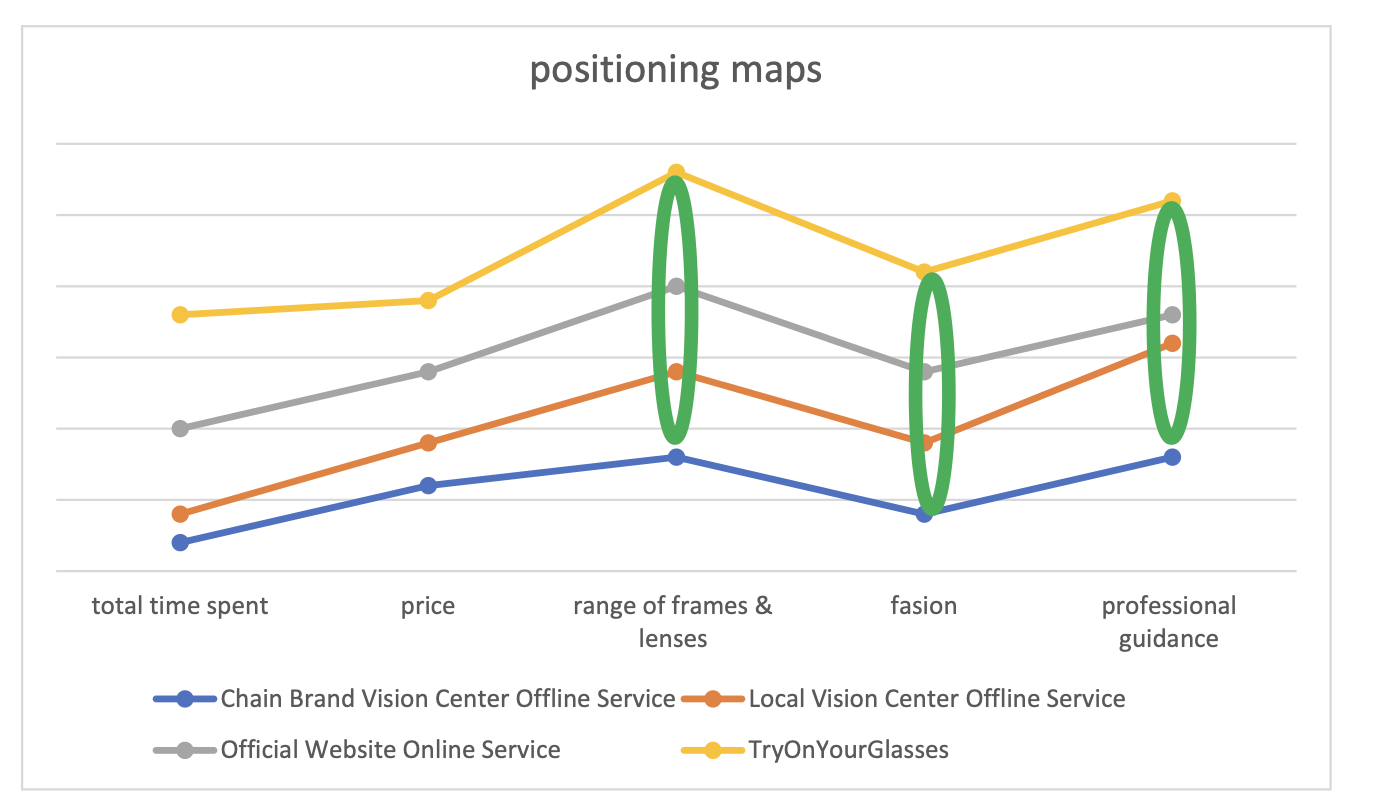 positioning maps
total time spent
price
range of frames &
lenses
fasion
professional
guidance
Chain Brand Vision Center Offline Service
Local Vision Center Offline Service
Official Website Online Service
TryOnYourGlasses